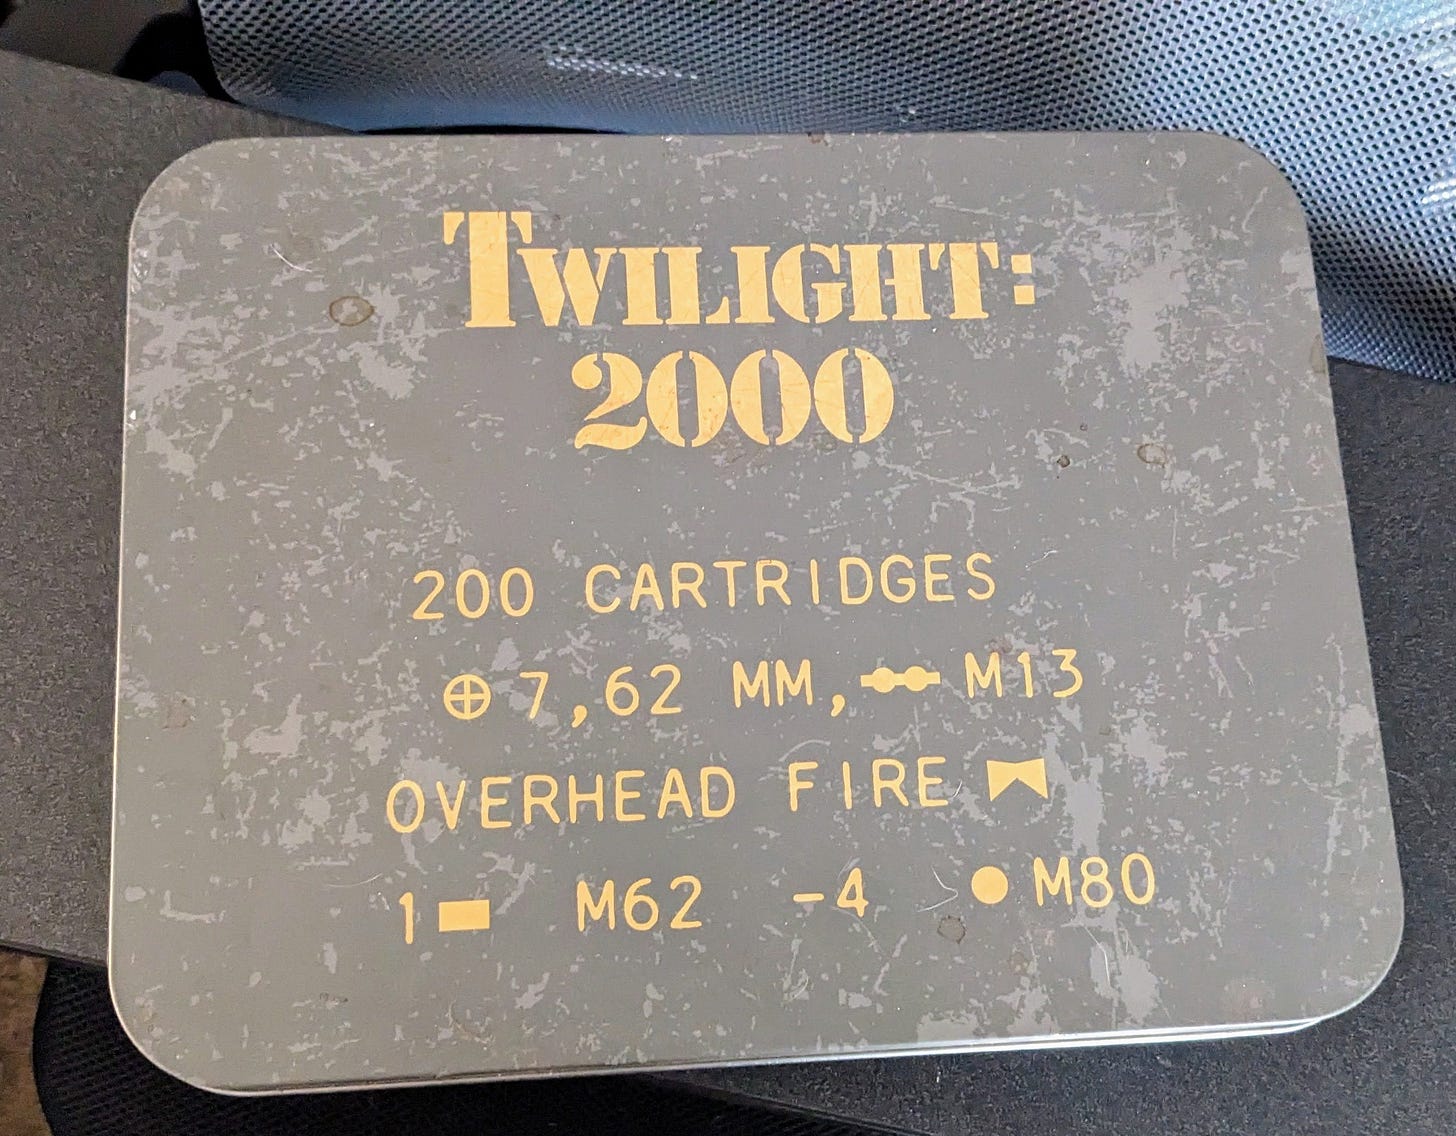 TWILIGHT:
2000
200 CARTRIDGES
⊕ 7,62 MM, M13
OVERHEAD FIRE
1 M62 -4 ● M80